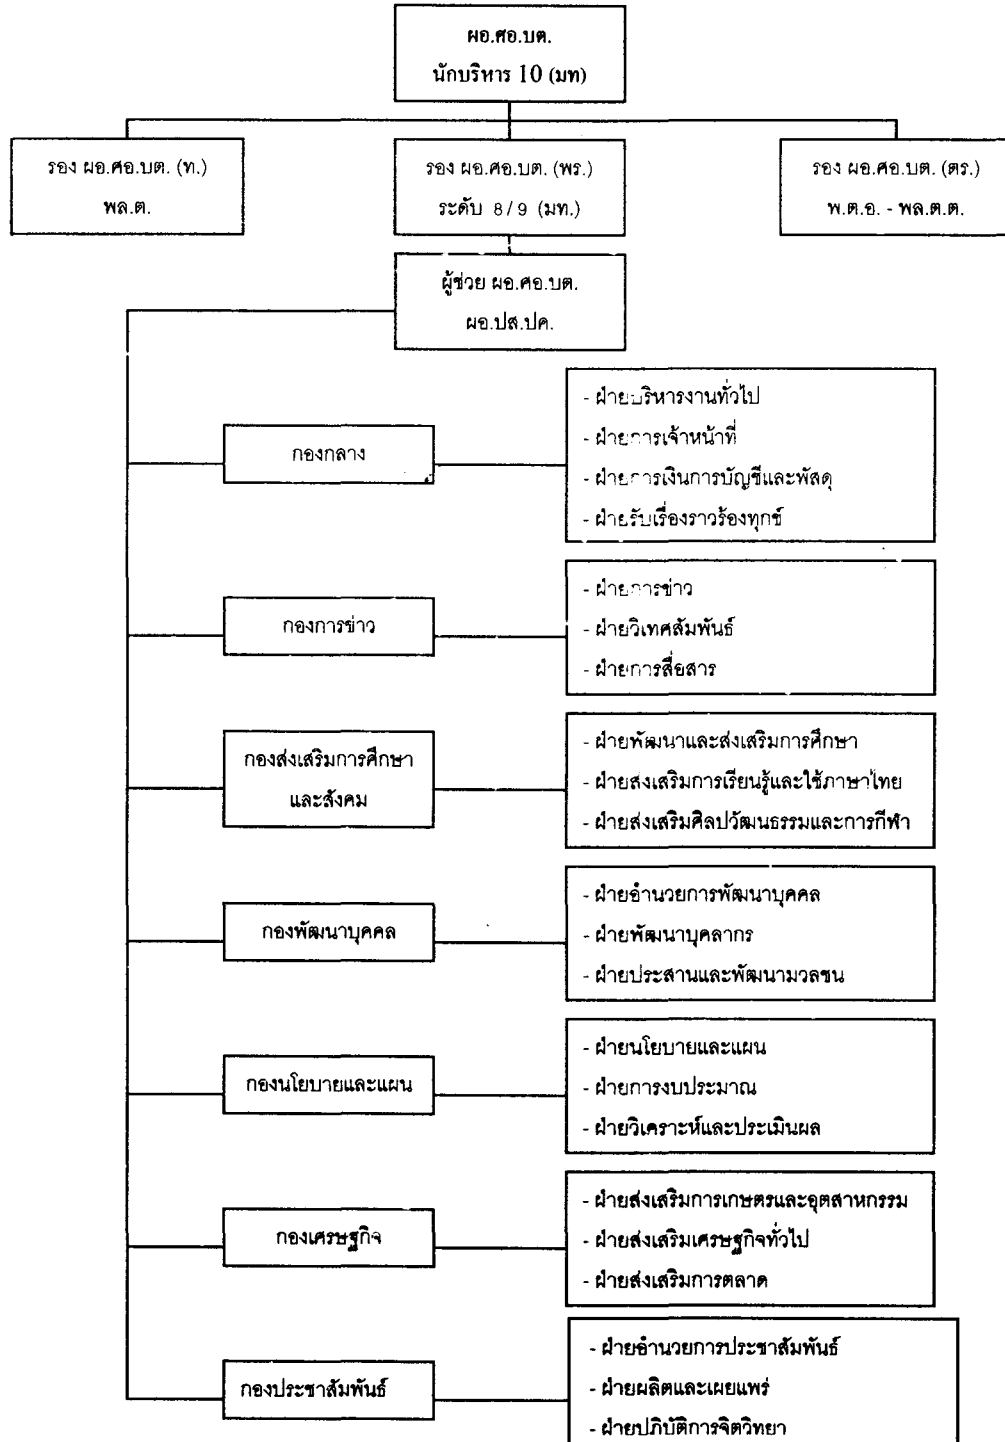 ผอ.ศอ.บต.
นักบริหาร 10 (มท)
รอง ผอ.ศอ.บต. (ท.)
พล.ต.
รอง ผอ.ศอ.บต. (พร.)
ระดับ 8/9 (มท.)
รอง ผอ.ศอ.บต. (ตร.)
พ.ต.อ. - พล.ต.ต.
ผู้ช่วย ผอ.ศอ.บต.
ผอ.ปส.ปค.
กองกลาง
- ฝ่ายบริหารงานทั่วไป
- ฝ่ายการเจ้าหน้าที่
- ฝ่ายการเงินการบัญชีและพัสดุ
- ฝ่ายรับเรื่องราวร้องทุกข์
กองการข่าว
- ฝ่ายการข่าว
- ฝ่ายวิเทศสัมพันธ์
- ฝ่ายการสื่อสาร
กองส่งเสริมการศึกษา
และสังคม
- ฝ่ายพัฒนาและส่งเสริมการศึกษา
- ฝ่ายส่งเสริมการเรียนรู้และใช้ภาษาไทย
- ฝ่ายส่งเสริมศิลปวัฒนธรรมและการกีฬา
กองพัฒนาบุคคล
- ฝ่ายอำนวยการพัฒนาบุคคล
- ฝ่ายพัฒนาบุคลากร
- ฝ่ายประสานและพัฒนามวลชน
กองนโยบายและแผน
- ฝ่ายนโยบายและแผน
- ฝ่ายการงบประมาณ
- ฝ่ายวิเคราะห์และประเมินผล
กองเศรษฐกิจ
- ฝ่ายส่งเสริมการเกษตรและอุตสาหกรรม
- ฝ่ายส่งเสริมเศรษฐกิจทั่วไป
- ฝ่ายส่งเสริมการตลาด
กองประชาสัมพันธ์
- ฝ่ายอำนวยการประชาสัมพันธ์
- ฝ่ายผลิตและเผยแพร่
- ฝ่ายปฏิบัติการจิตวิทยา